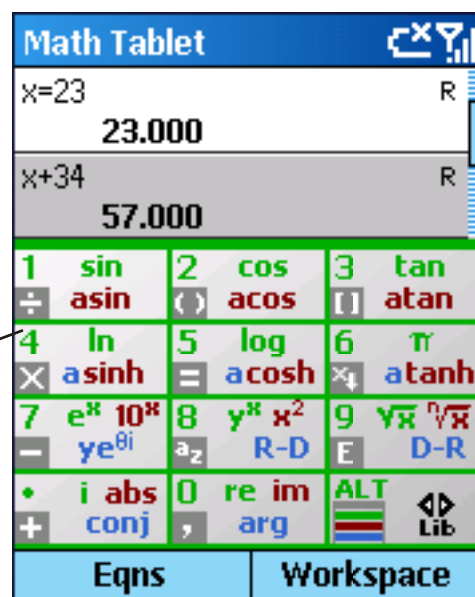 Math Tablet
x=23 R
23.000
x+34 R
57.000
1 sin 2 cos 3 tan
÷ asin () acos [] atan
4 ln 5 log 6 π
× asinh = acosh x↓ atanh
7 eˣ 10ˣ 8 yˣ x² 9 √x ⁿ√x
− ye^θi az R-D E D-R
• i abs 0 re im ALT
+ conj , arg Lib
Eqns Workspace